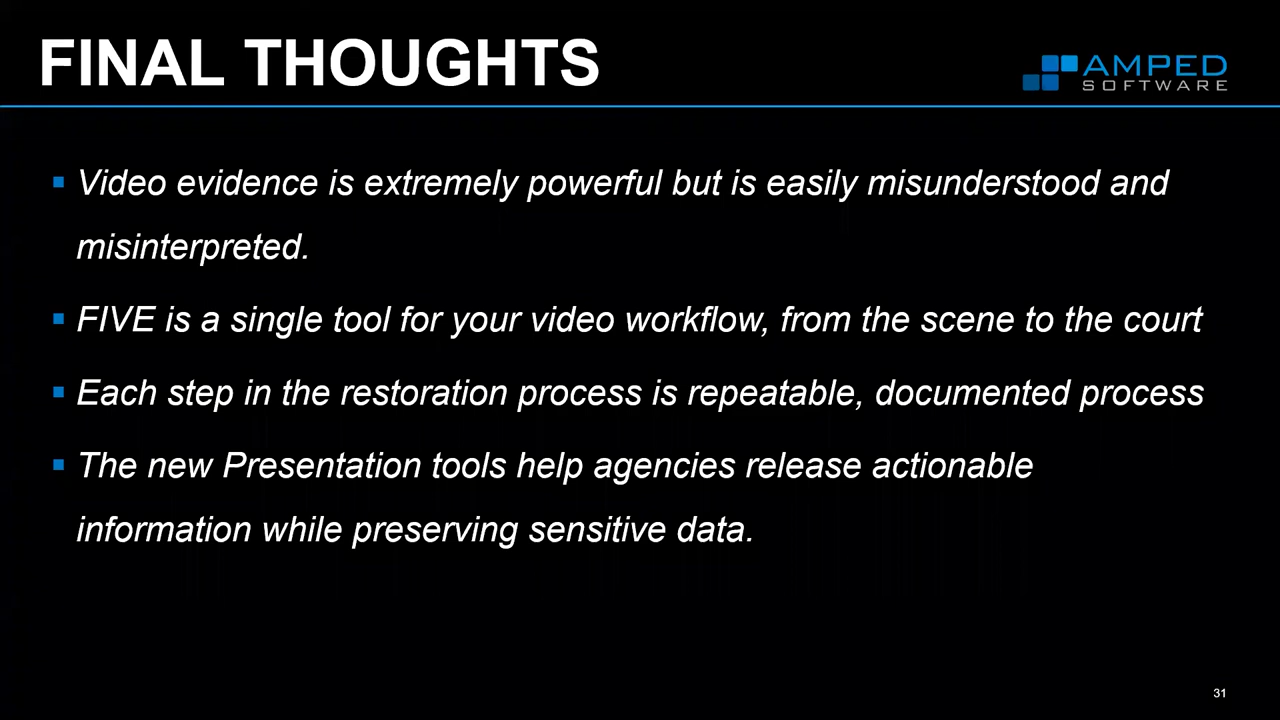 FINAL THOUGHTS
AMPED
SOFTWARE
Video evidence is extremely powerful but is easily misunderstood and
misinterpreted.
FIVE is a single tool for your video workflow, from the scene to the court
Each step in the restoration process is repeatable, documented process
The new Presentation tools help agencies release actionable
information while preserving sensitive data.
31